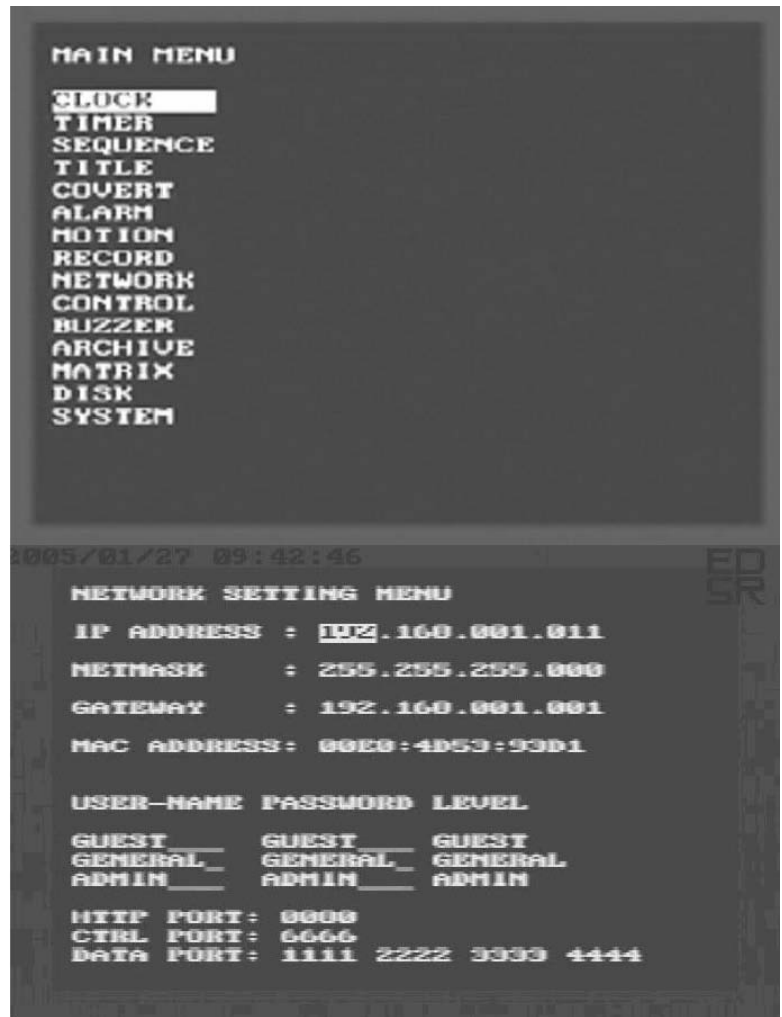 MAIN MENU
CLOCK
TIMER
SEQUENCE
TITLE
COVERT
ALARM
MOTION
RECORD
NETWORK
CONTROL
BUZZER
ARCHIVE
MATRIX
DISK
SYSTEM
2005/01/27 09:42:46
EDSR
NETWORK SETTING MENU
IP ADDRESS : 192.168.001.011
NETMASK : 255.255.255.000
GATEWAY : 192.168.001.001
MAC ADDRESS: 00E0:4D53:93D1
USER-NAME PASSWORD LEVEL
GUEST___ GUEST___ GUEST
GENERAL_ GENERAL_ GENERAL
ADMIN___ ADMIN___ ADMIN
HTTP PORT:
CTRL PORT: 6666
DATA PORT: 1111 2222 3333 4444